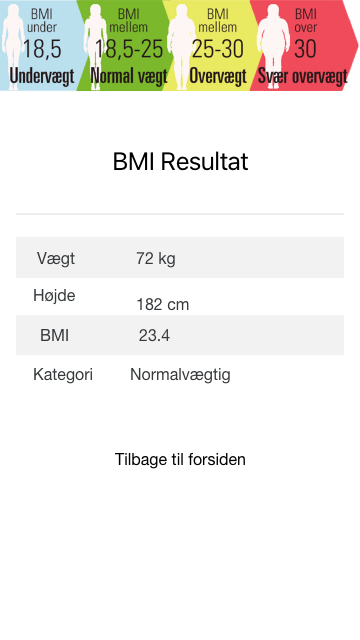 BMI under 18,5 Undervægt
BMI mellem 18,5-25 Normal vægt
BMI mellem 25-30 Overvægt
BMI over 30 Svær overvægt
BMI Resultat
Vægt 72 kg
Højde 182 cm
BMI 23.4
Kategori Normalvægtig
Tilbage til forsiden